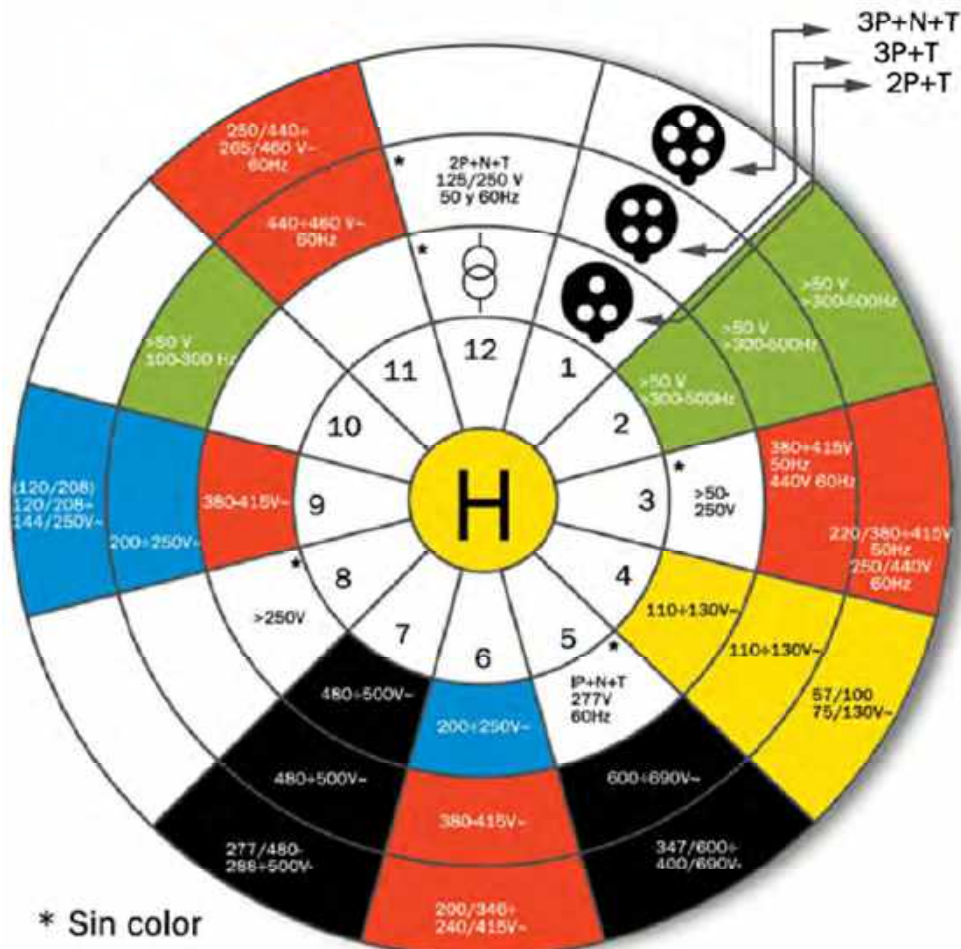 3P+N+T
3P+T
2P+T
250/440÷
265/460 V~
60Hz
440÷460 V~
60Hz
*
2P+N+T
125/250 V
50 y 60Hz
*
>50 V
>300-500Hz
>50 V
>300-500Hz
>50 V
>300-500Hz
>50 V
100-300 Hz
12
11
1
10
2
9
3
8
4
7
5
6
H
380÷415V
50Hz
440V 60Hz
*
>50-
250V
220/380÷415V
50Hz
250/440V
60Hz
(120/208)
120/208÷
144/250V~
200÷250V~
380-415V~
*
>250V
110÷130V~
110÷130V~
57/100
75/130V~
*
IP+N+T
277V
60Hz
480÷500V~
480÷500V~
277/480-
288÷500V-
200÷250V~
380-415V~
200/346÷
240/415V~
600÷690V~
347/600÷
400/690V-
* Sin color